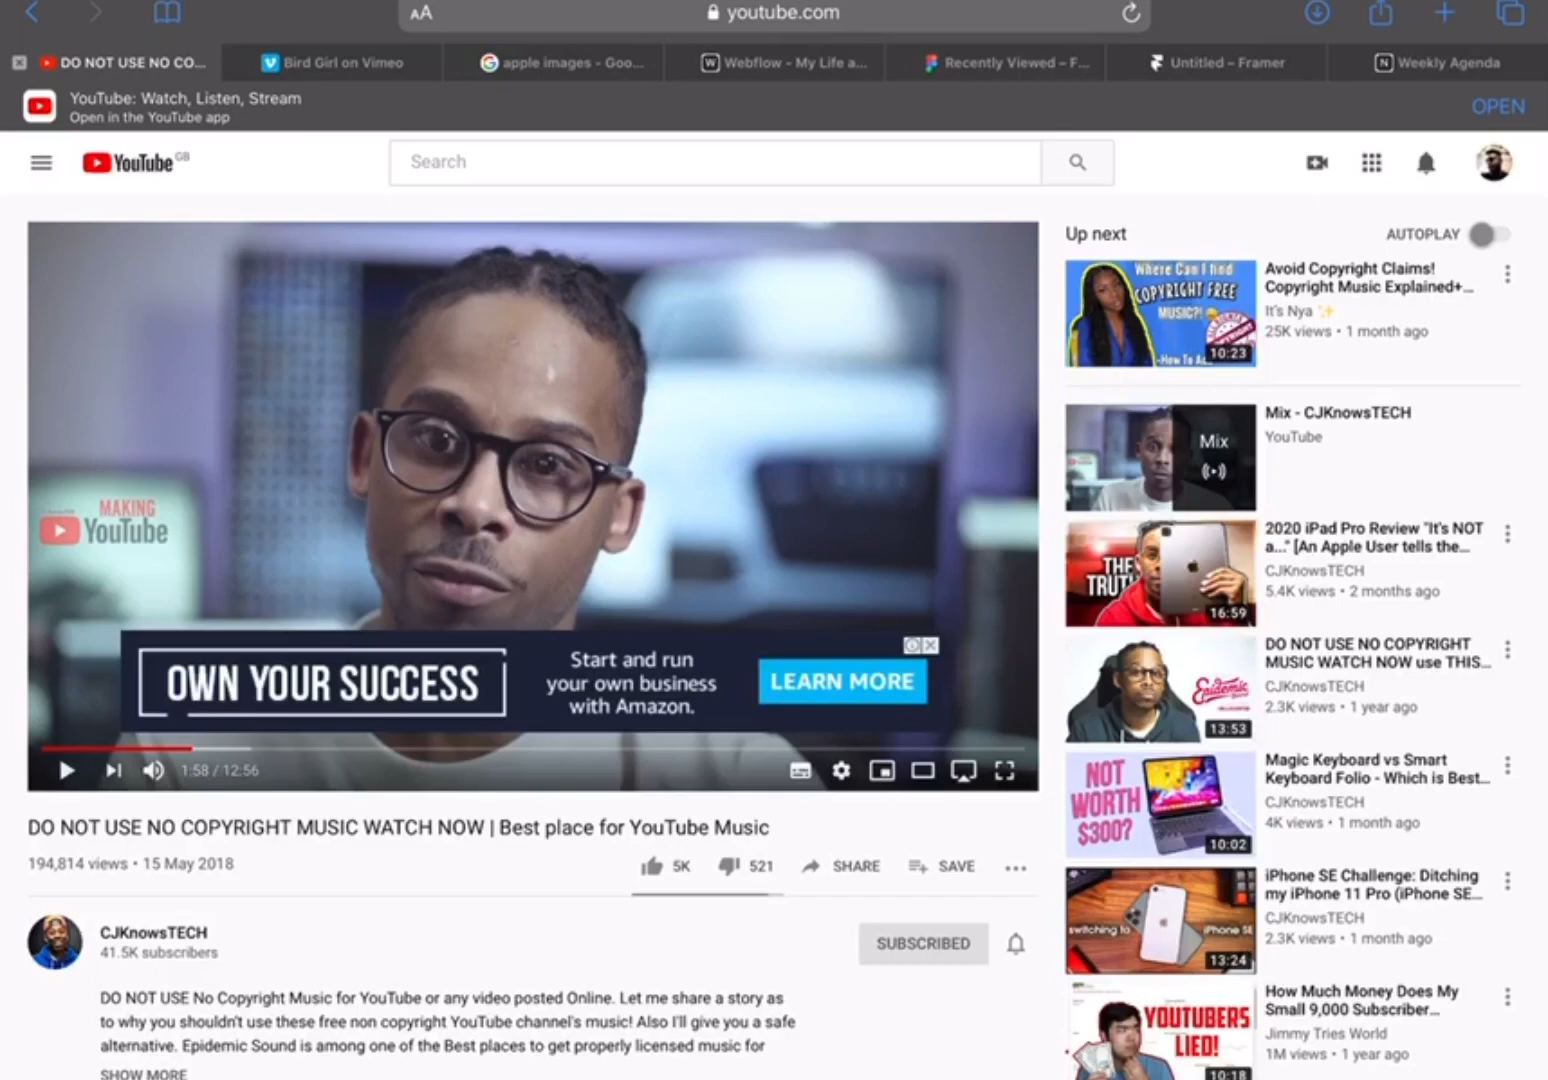 AA
youtube.com
DO NOT USE NO CO...
Bird Girl on Vimeo
apple images - Goo...
Webflow - My Life a...
Recently Viewed – F...
Untitled – Framer
Weekly Agenda
YouTube: Watch, Listen, Stream
Open in the YouTube app
OPEN
YouTube GB
Search
MAKING
YouTube
OWN YOUR SUCCESS
Start and run
your own business
with Amazon.
LEARN MORE
1:58 / 12:56
DO NOT USE NO COPYRIGHT MUSIC WATCH NOW | Best place for YouTube Music
194,814 views • 15 May 2018
5K
521
SHARE
SAVE
CJKnowsTECH
41.5K subscribers
SUBSCRIBED
DO NOT USE No Copyright Music for YouTube or any video posted Online. Let me share a story as
to why you shouldn't use these free non copyright YouTube channel's music! Also I'll give you a safe
alternative. Epidemic Sound is among one of the Best places to get properly licensed music for
SHOW MORE
Up next
AUTOPLAY
Where Can I find
COPYRIGHT FREE
MUSIC?!
-How To Ad
10:23
Avoid Copyright Claims!
Copyright Music Explained+...
It's Nya ✨
25K views • 1 month ago
Mix
Mix - CJKnowsTECH
YouTube
THE
TRUTH
16:59
2020 iPad Pro Review "It's NOT
a..." [An Apple User tells the...
CJKnowsTECH
5.4K views • 2 months ago
Epidemic
13:53
DO NOT USE NO COPYRIGHT
MUSIC WATCH NOW use THIS...
CJKnowsTECH
2.3K views • 1 year ago
NOT
WORTH
$300?
10:02
Magic Keyboard vs Smart
Keyboard Folio - Which is Best...
CJKnowsTECH
4K views • 1 month ago
switching to
iPhone SE
13:24
iPhone SE Challenge: Ditching
my iPhone 11 Pro (iPhone SE...
CJKnowsTECH
2.3K views • 1 month ago
YOUTUBERS
LIED!
10:18
How Much Money Does My
Small 9,000 Subscriber...
Jimmy Tries World
1M views • 1 year ago